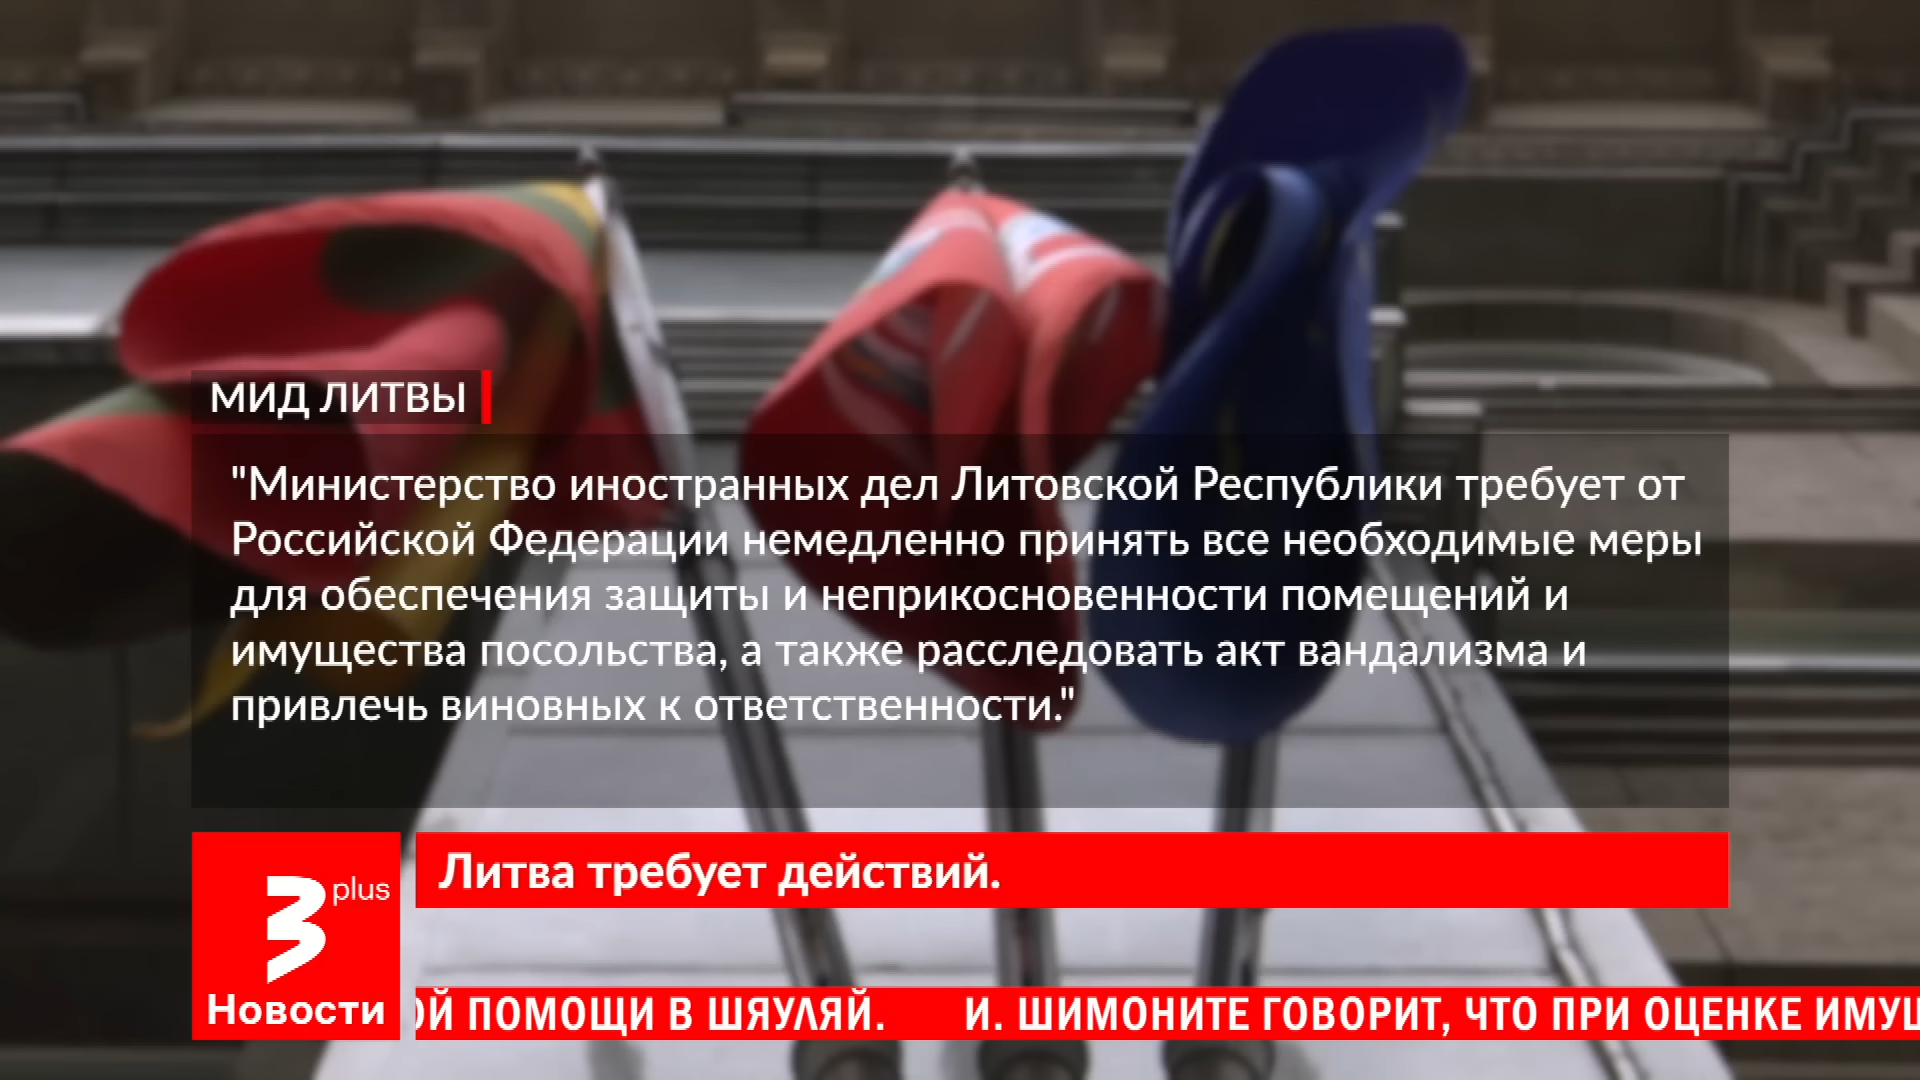 МИД ЛИТВЫ
"Министерство иностранных дел Литовской Республики требует от
Российской Федерации немедленно принять все необходимые меры
для обеспечения защиты и неприкосновенности помещений и
имущества посольства, а также расследовать акт вандализма и
привлечь виновных к ответственности."
Литва требует действий.
3 plus
Новости
ОЙ ПОМОЩИ В ШЯУЛЯЙ. И. ШИМОНИТЕ ГОВОРИТ, ЧТО ПРИ ОЦЕНКЕ